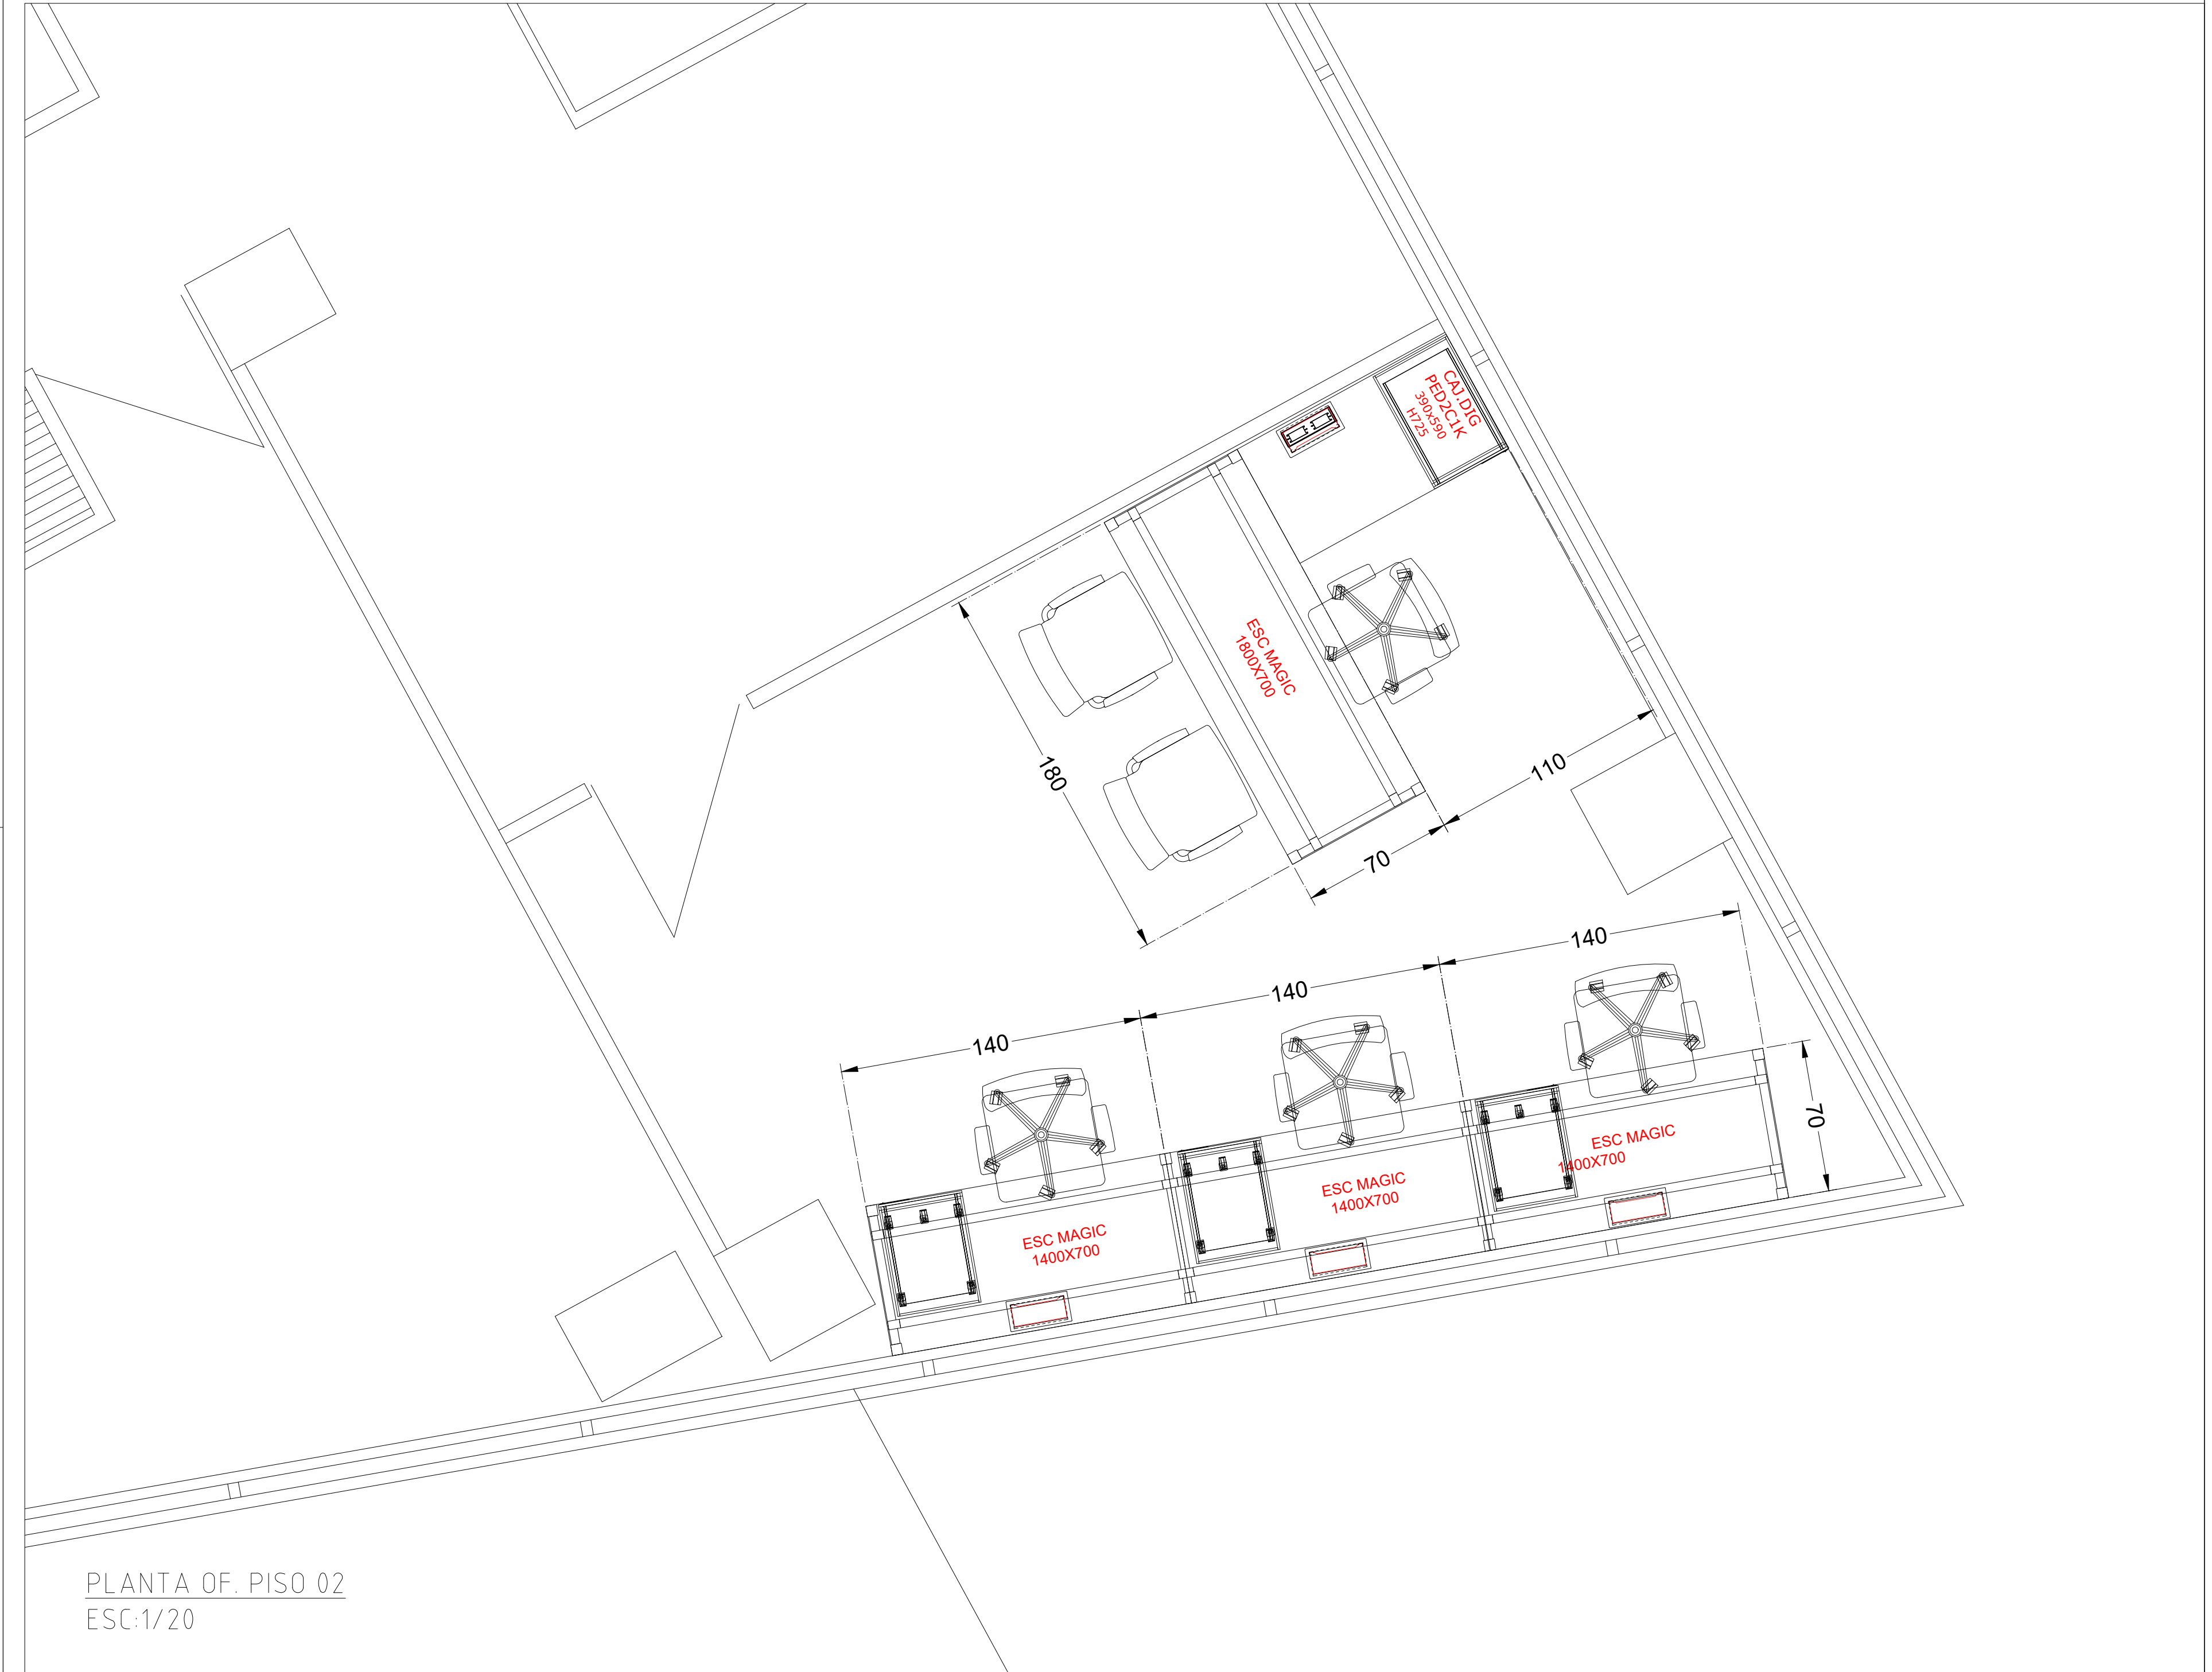 CAJ.DIG
PED2C1K
390x590
H725
ESC MAGIC
1800X700
180
110
70
140
140
140
70
ESC MAGIC
1400X700
ESC MAGIC
1400X700
ESC MAGIC
1400X700
PLANTA OF. PISO 02
ESC:1/20